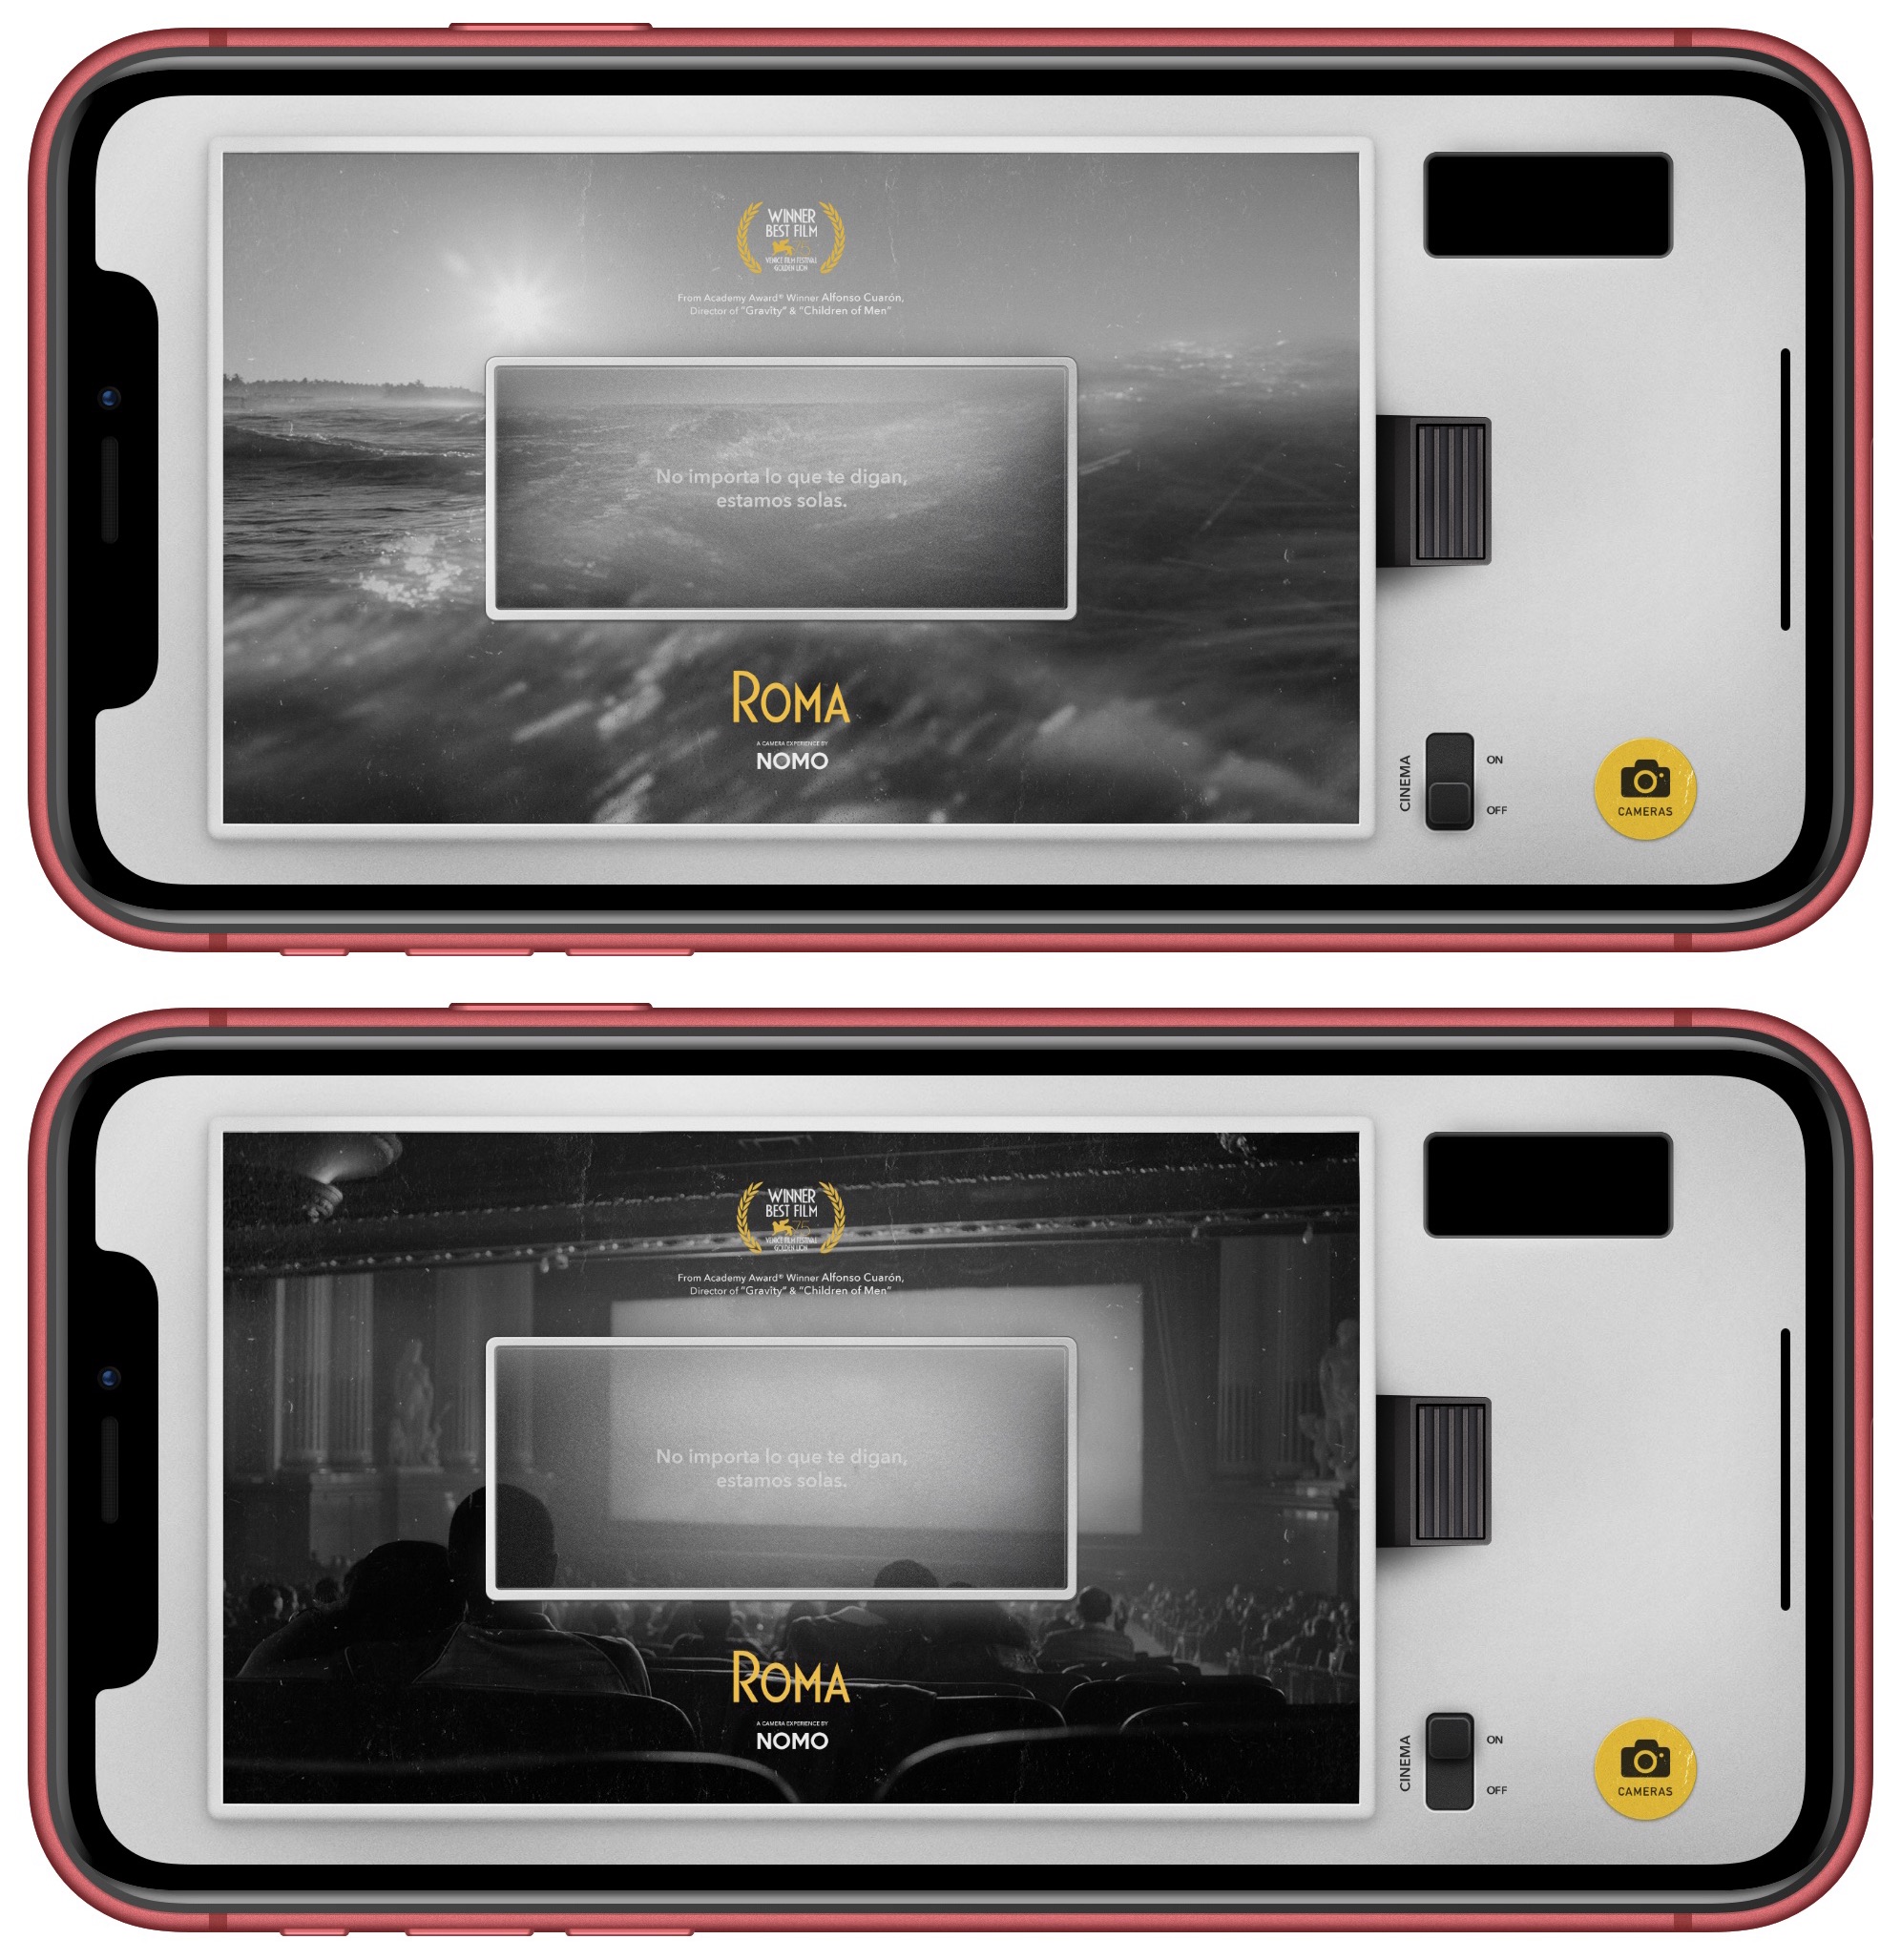 WINNER
BEST FILM
75
VENICE FILM FESTIVAL
GOLDEN LION
From Academy Award® Winner Alfonso Cuarón,
Director of "Gravity" & "Children of Men"
No importa lo que te digan,
estamos solas.
ROMA
A CAMERA EXPERIENCE BY
NOMO
CINEMA
ON
OFF
CAMERAS
WINNER
BEST FILM
75
VENICE FILM FESTIVAL
GOLDEN LION
From Academy Award® Winner Alfonso Cuarón,
Director of "Gravity" & "Children of Men"
No importa lo que te digan,
estamos solas.
ROMA
A CAMERA EXPERIENCE BY
NOMO
CINEMA
ON
OFF
CAMERAS